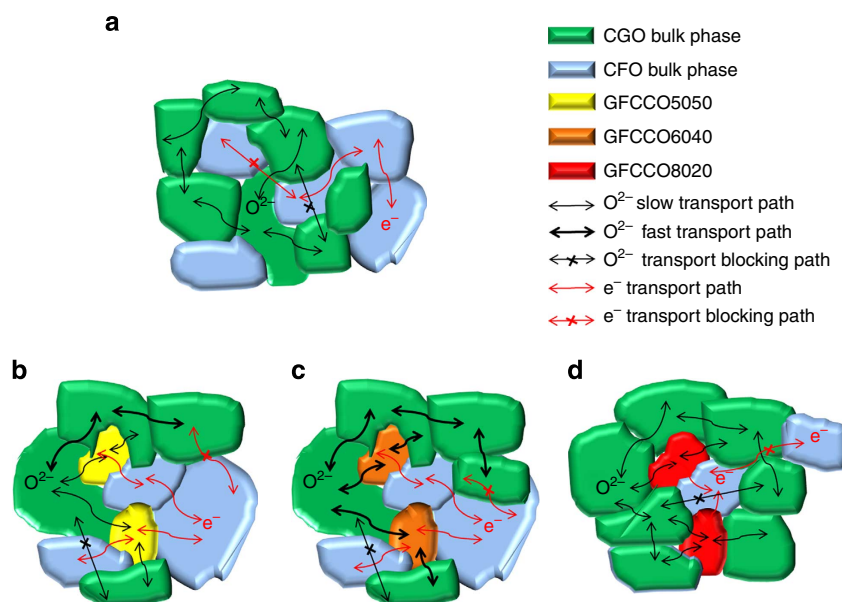 a
CGO bulk phase
CFO bulk phase
GFCCO5050
GFCCO6040
GFCCO8020
O²⁻ slow transport path
O²⁻ fast transport path
O²⁻ transport blocking path
e⁻ transport path
e⁻ transport blocking path
O²⁻
e⁻
b
c
d
O²⁻
e⁻
O²⁻
e⁻
O²⁻
e⁻
e⁻